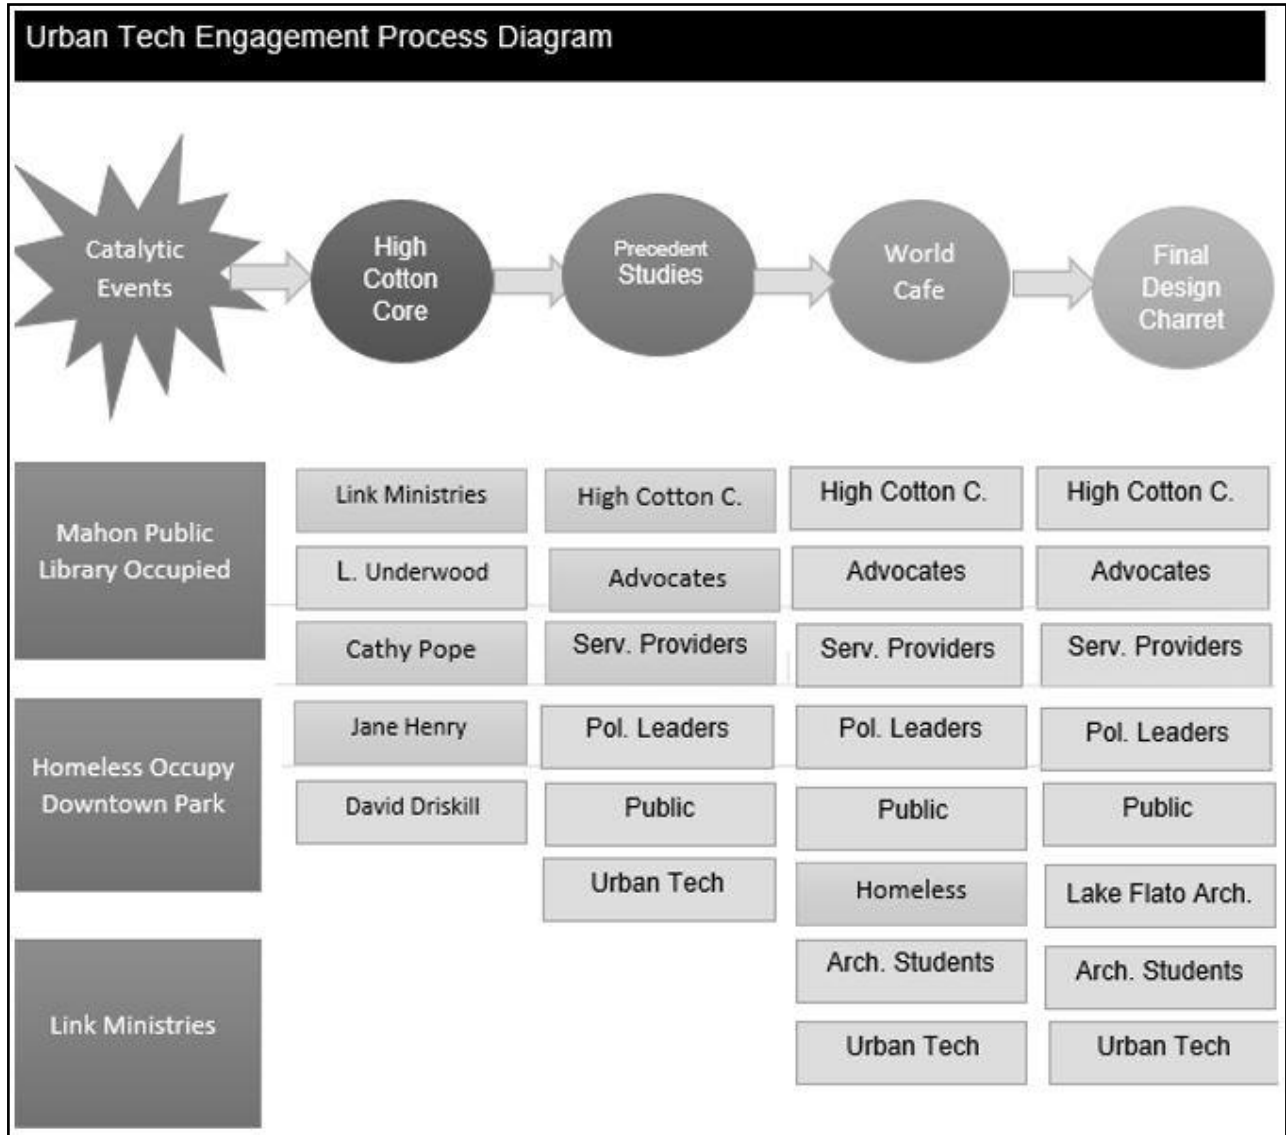 Urban Tech Engagement Process Diagram
Catalytic
Events
High
Cotton
Core
Precedent
Studies
World
Cafe
Final
Design
Charret
Mahon Public
Library Occupied
Homeless Occupy
Downtown Park
Link Ministries
Link Ministries
L. Underwood
Cathy Pope
Jane Henry
David Driskill
High Cotton C.
Advocates
Serv. Providers
Pol. Leaders
Public
Urban Tech
High Cotton C.
Advocates
Serv. Providers
Pol. Leaders
Public
Homeless
Arch. Students
Urban Tech
High Cotton C.
Advocates
Serv. Providers
Pol. Leaders
Public
Lake Flato Arch.
Arch. Students
Urban Tech